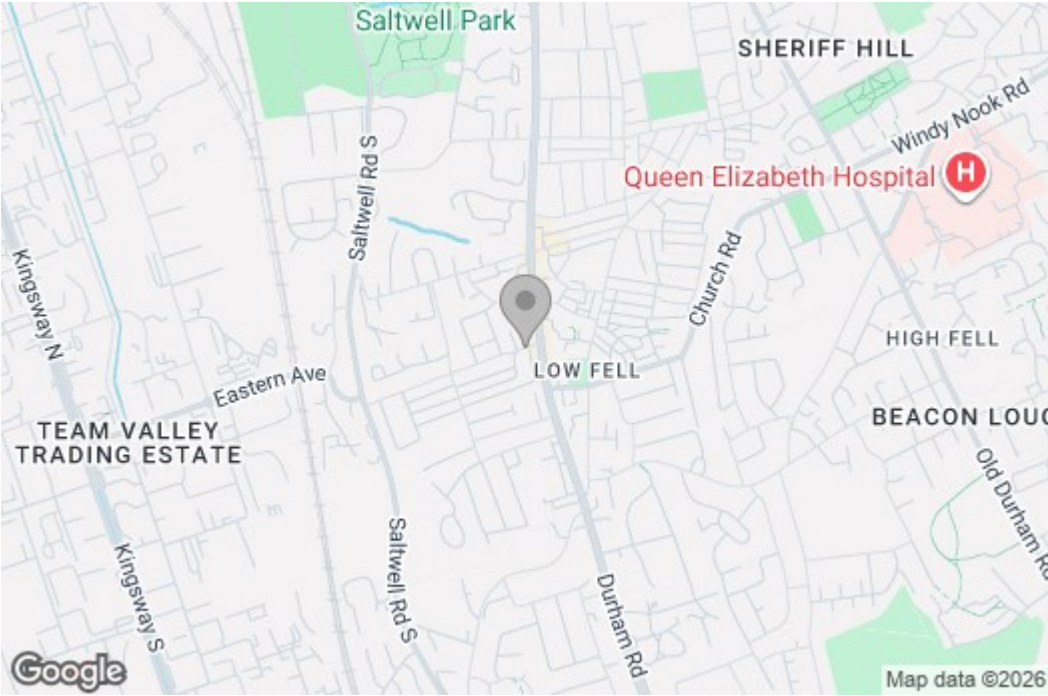 Saltwell Park
SHERIFF HILL
Windy Nook Rd
Queen Elizabeth Hospital
H
Saltwell Rd S
Church Rd
Kingsway N
HIGH FELL
LOW FELL
Eastern Ave
BEACON LOUG
TEAM VALLEY
TRADING ESTATE
Old Durham Rd
Saltwell Rd S
Kingsway S
Durham Rd
Google
Map data ©2026